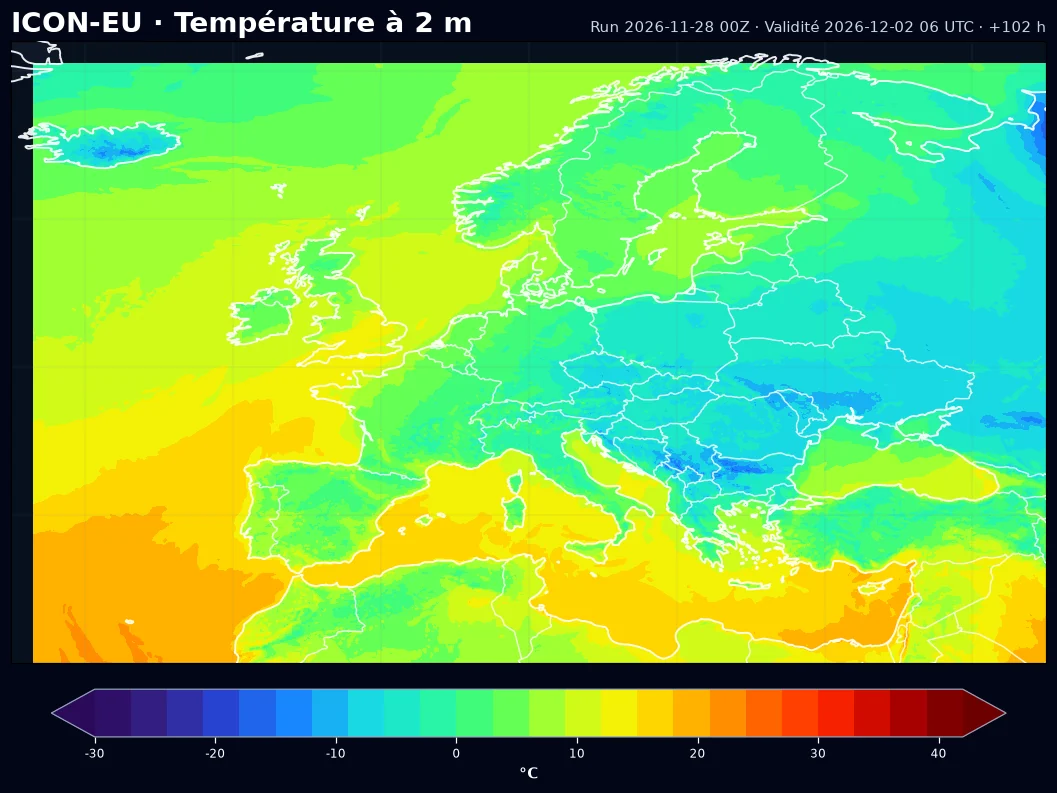 ICON-EU · Température à 2 m
Run 2026-11-28 00Z · Validité 2026-12-02 06 UTC · +102 h
-30 -20 -10 0 10 20 30 40
°C